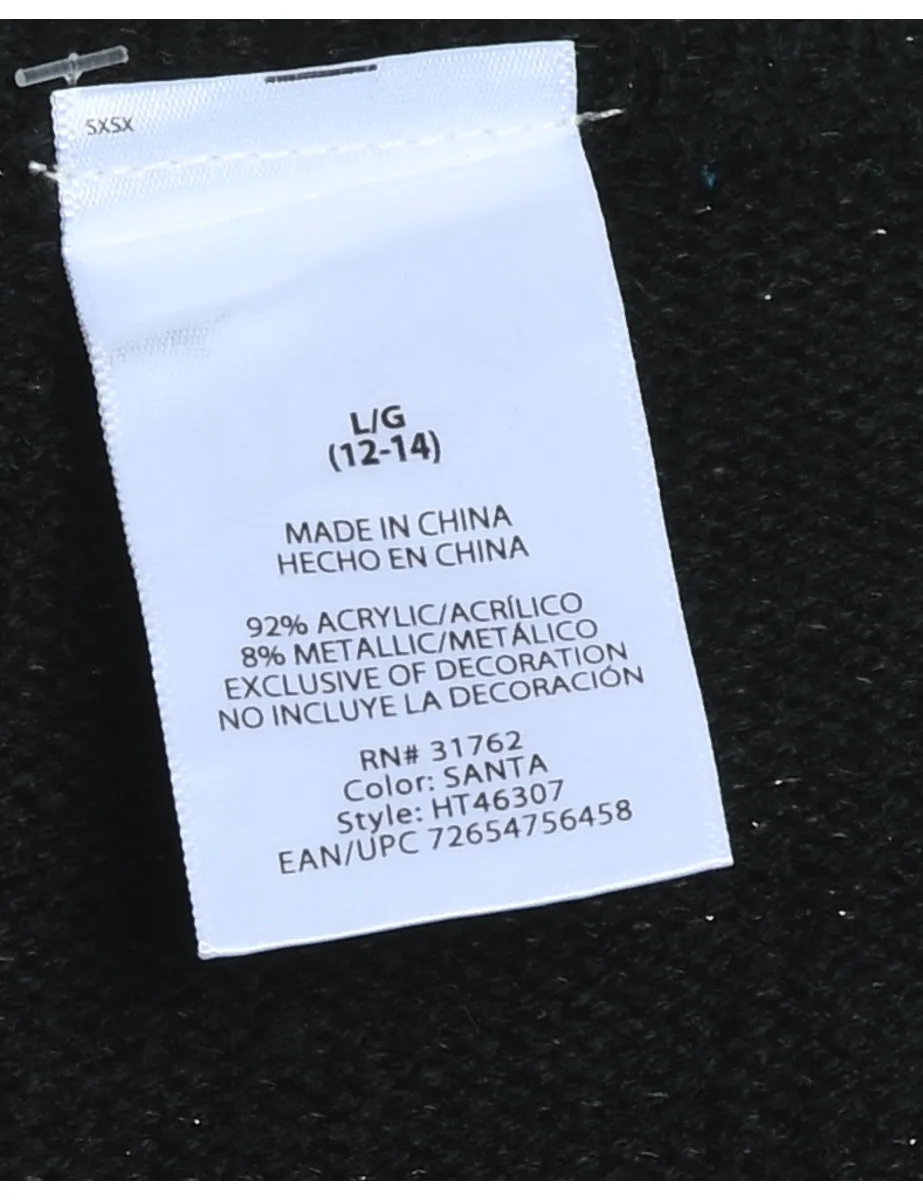 SXSX
L/G
(12-14)
MADE IN CHINA
HECHO EN CHINA
92% ACRYLIC/ACRÍLICO
8% METALLIC/METÁLICO
EXCLUSIVE OF DECORATION
NO INCLUYE LA DECORACIÓN
RN# 31762
Color: SANTA
Style: HT46307
EAN/UPC 72654756458